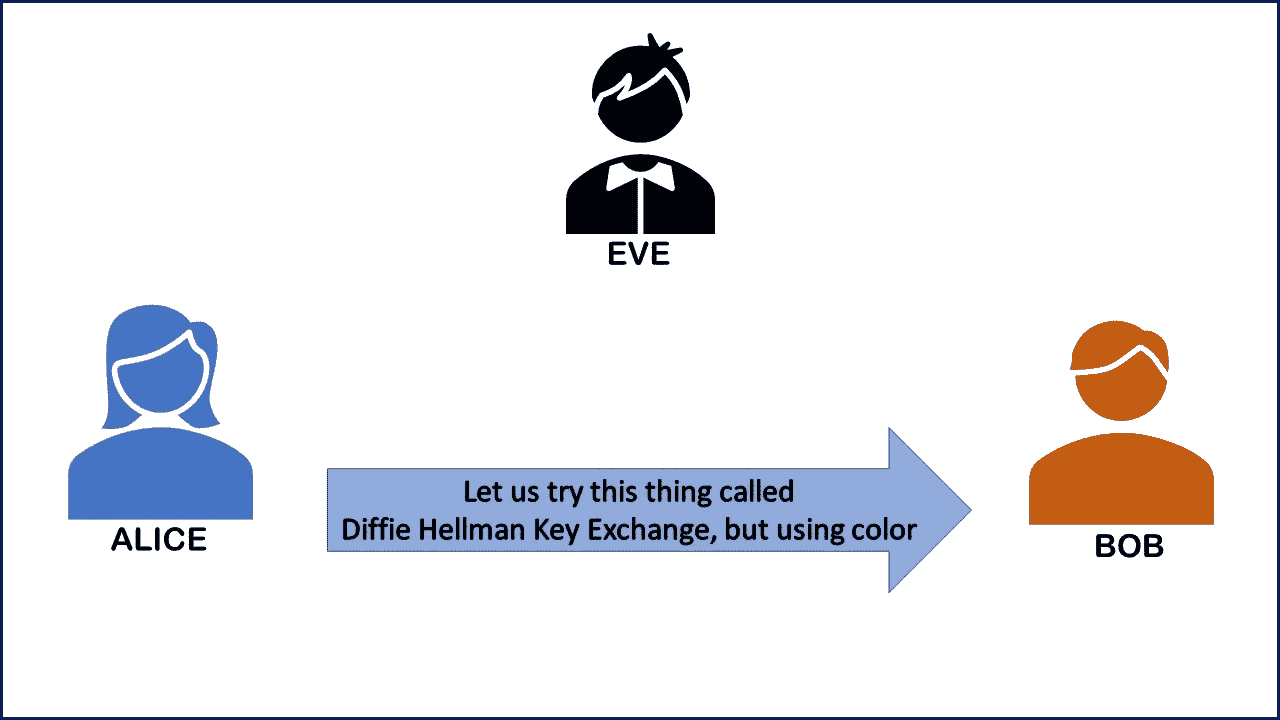 EVE
Let us try this thing called
Diffie Hellman Key Exchange, but using color
ALICE
BOB